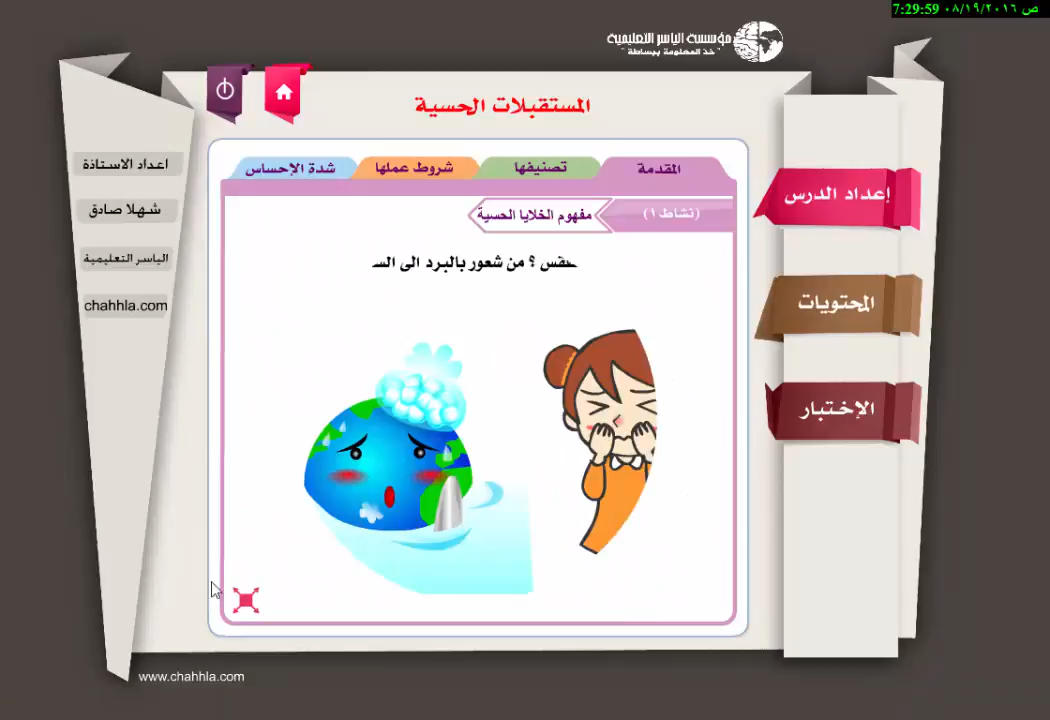 7:29:59 ٠٨/١٩/٢٠١٦ ص
مؤسسة الياسر التعليمية
"خذ المعلومة ببساطة"
المستقبلات الحسية
المقدمة
تصنيفها
شروط عملها
شدة الإحساس
(نشاط ١)
مفهوم الخلايا الحسية
؟ من شعور بالبرد الى
إعداد الدرس
المحتويات
الإختبار
اعداد الاستاذة
شهلا صادق
الياسر التعليمية
chahhla.com
www.chahhla.com